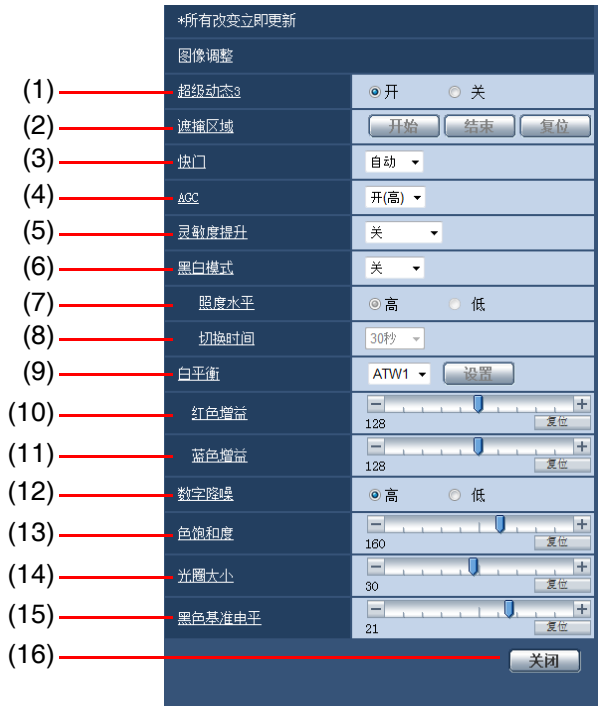 *所有改变立即更新
图像调整
(1) 超级动态3 开 关
(2) 遮掩区域 开始 结束 复位
(3) 快门 自动
(4) AGC 开(高)
(5) 灵敏度提升 关
(6) 黑白模式 关
(7) 照度水平 高 低
(8) 切换时间 30秒
(9) 白平衡 ATW1 设置
(10) 红色增益 128 复位
(11) 蓝色增益 128 复位
(12) 数字降噪 高 低
(13) 色饱和度 160 复位
(14) 光圈大小 30 复位
(15) 黑色基准电平 21 复位
(16) 关闭